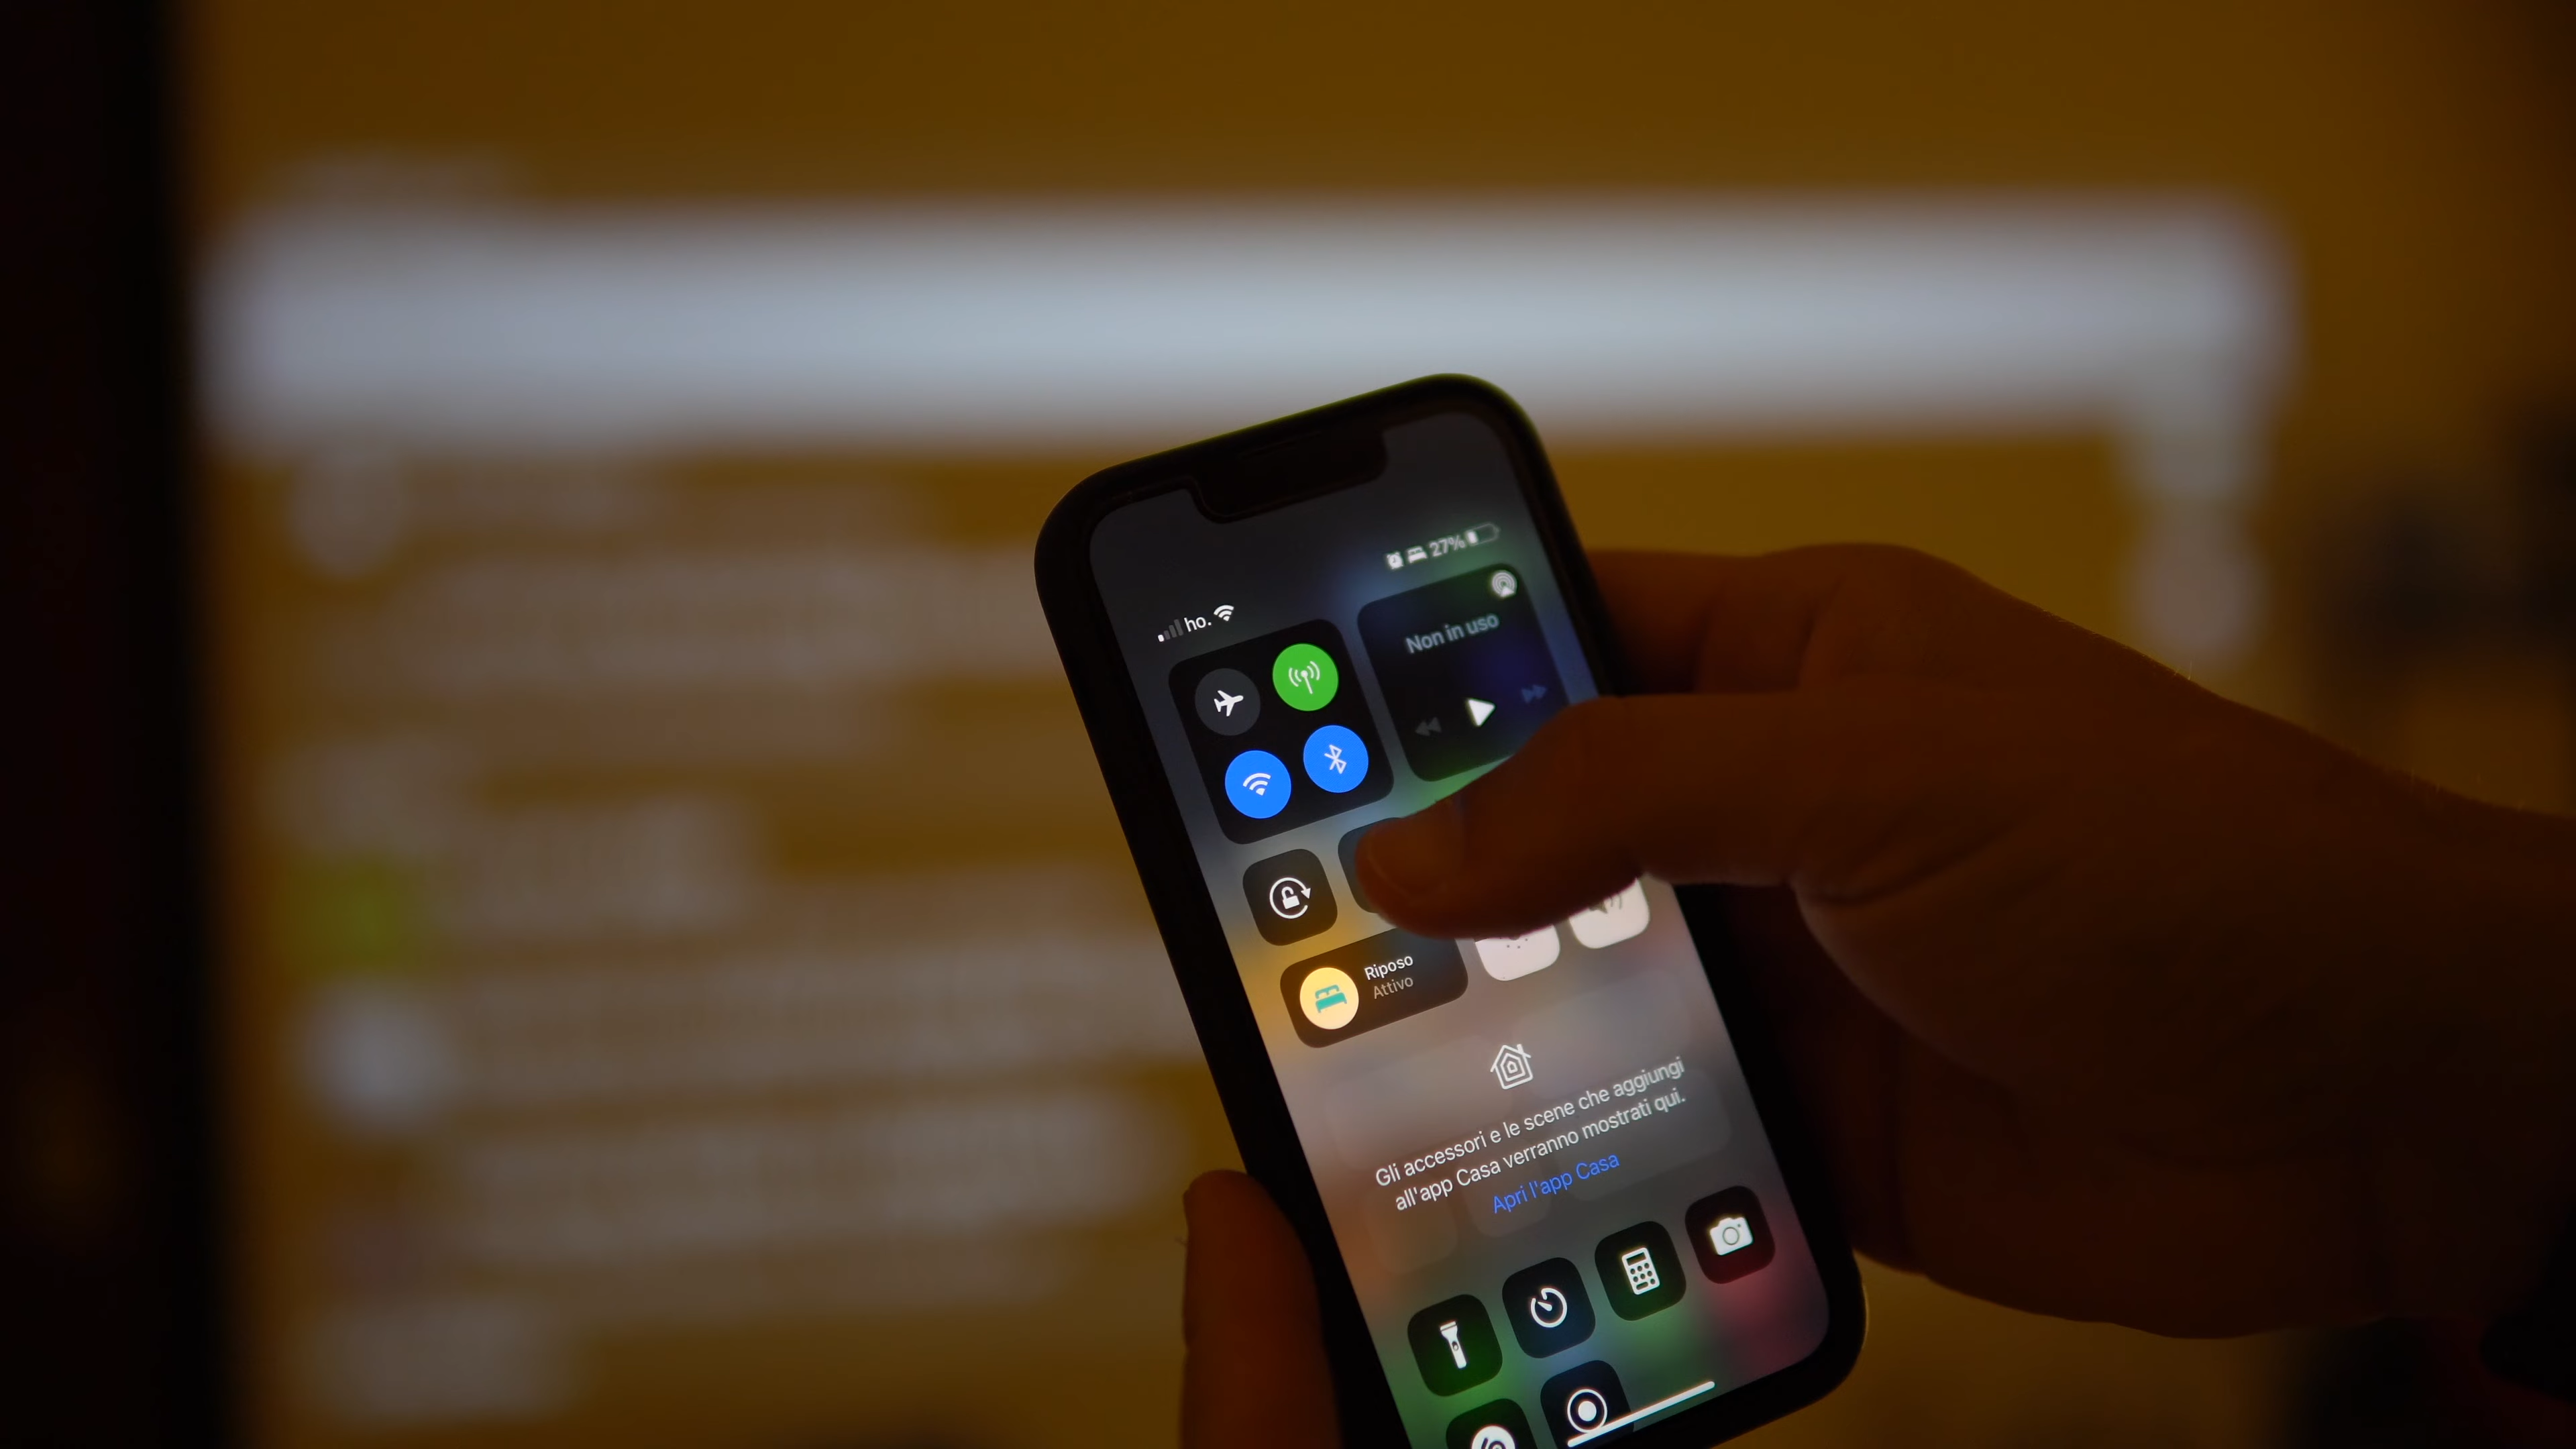 ho.
27%
Non in uso
Riposo
Attivo
Gli accessori e le scene che aggiungi
all'app Casa verranno mostrati qui.
Apri l'app Casa